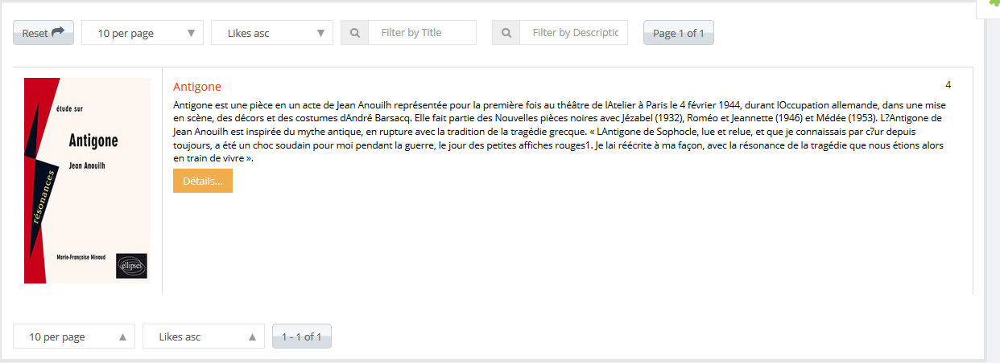 Reset
10 per page
Likes asc
Filter by Title
Filter by Descriptic
Page 1 of 1
étude sur
Antigone
Jean Anouilh
résonances
Marie-Françoise Minaud
ellipses
Antigone
4
Antigone est une pièce en un acte de Jean Anouilh représentée pour la première fois au théâtre de lAtelier à Paris le 4 février 1944, durant lOccupation allemande, dans une mise
en scène, des décors et des costumes dAndré Barsacq. Elle fait partie des Nouvelles pièces noires avec Jézabel (1932), Roméo et Jeannette (1946) et Médée (1953). L?Antigone de
Jean Anouilh est inspirée du mythe antique, en rupture avec la tradition de la tragédie grecque. « LAntigone de Sophocle, lue et relue, et que je connaissais par c?ur depuis
toujours, a été un choc soudain pour moi pendant la guerre, le jour des petites affiches rouges1. Je lai réécrite à ma façon, avec la résonance de la tragédie que nous étions alors
en train de vivre ».
Détails...
10 per page
Likes asc
1 - 1 of 1